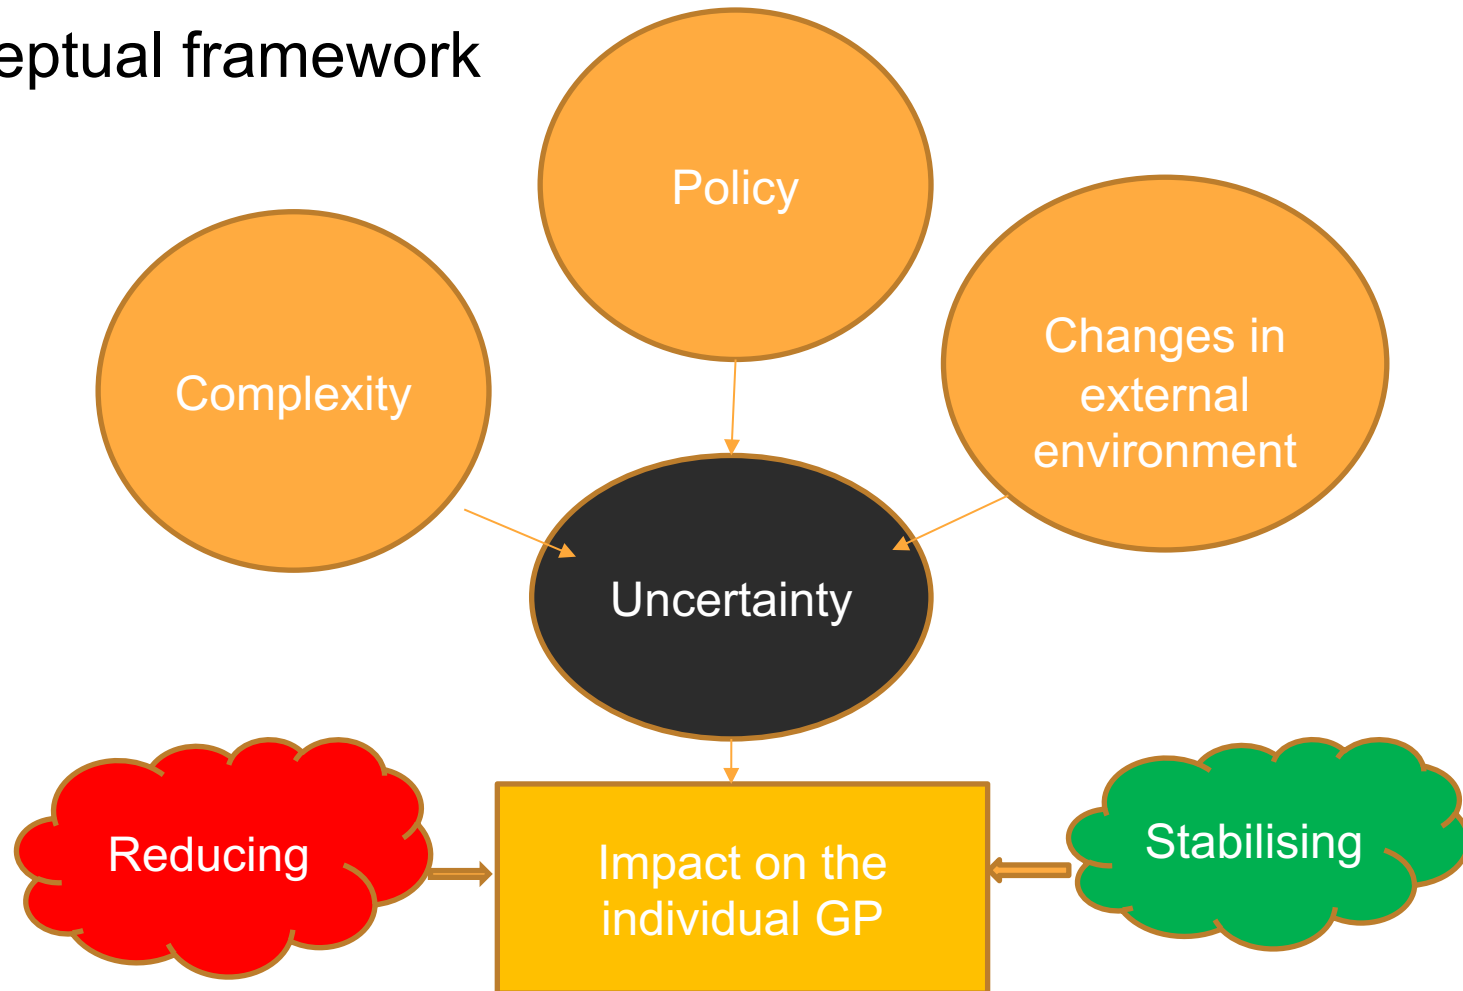 eptual framework
Policy
Complexity
Changes in
external
environment
Uncertainty
Reducing
Impact on the
individual GP
Stabilising